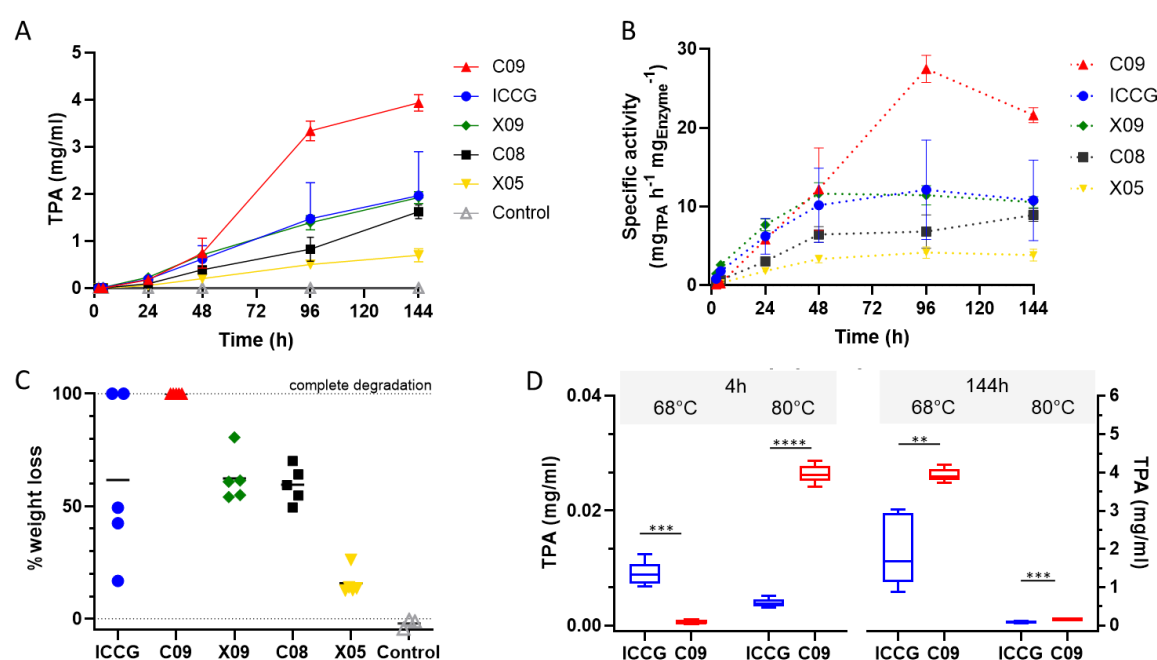 A
TPA (mg/ml)
5
4
3
2
1
0
0 24 48 72 96 120 144
Time (h)
C09
ICCG
X09
C08
X05
Control
B
Specific activity
(mgTPA h-1 mgEnzyme-1)
30
20
10
0
0 24 48 72 96 120 144
Time (h)
C09
ICCG
X09
C08
X05
C
complete degradation
% weight loss
100
50
0
ICCG C09 X09 C08 X05 Control
D
4h
68°C 80°C
144h
68°C 80°C
TPA (mg/ml)
0.04
0.02
0.00
***
****
**
***
6
5
4
3
2
1
0
TPA (mg/ml)
ICCG C09 ICCG C09 ICCG C09 ICCG C09